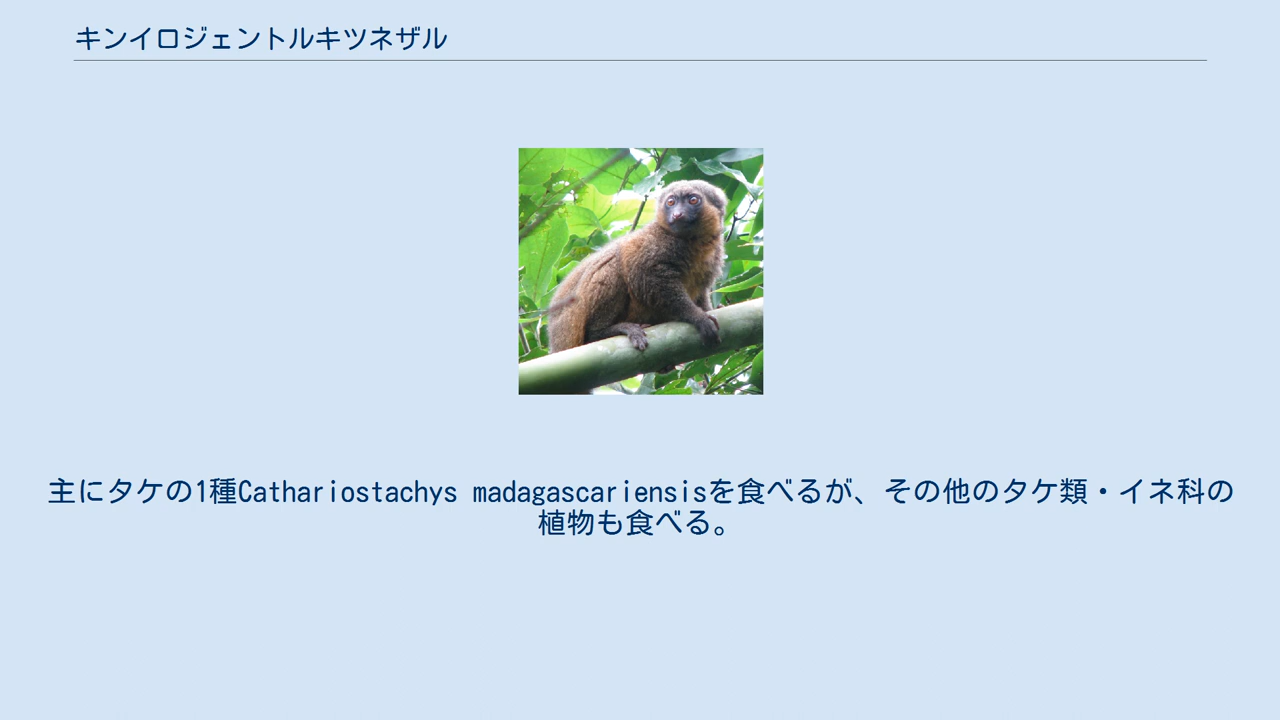 キンイロジェントルキツネザル
主にタケの1種Cathariostachys madagascariensisを食べるが、その他のタケ類・イネ科の
植物も食べる。